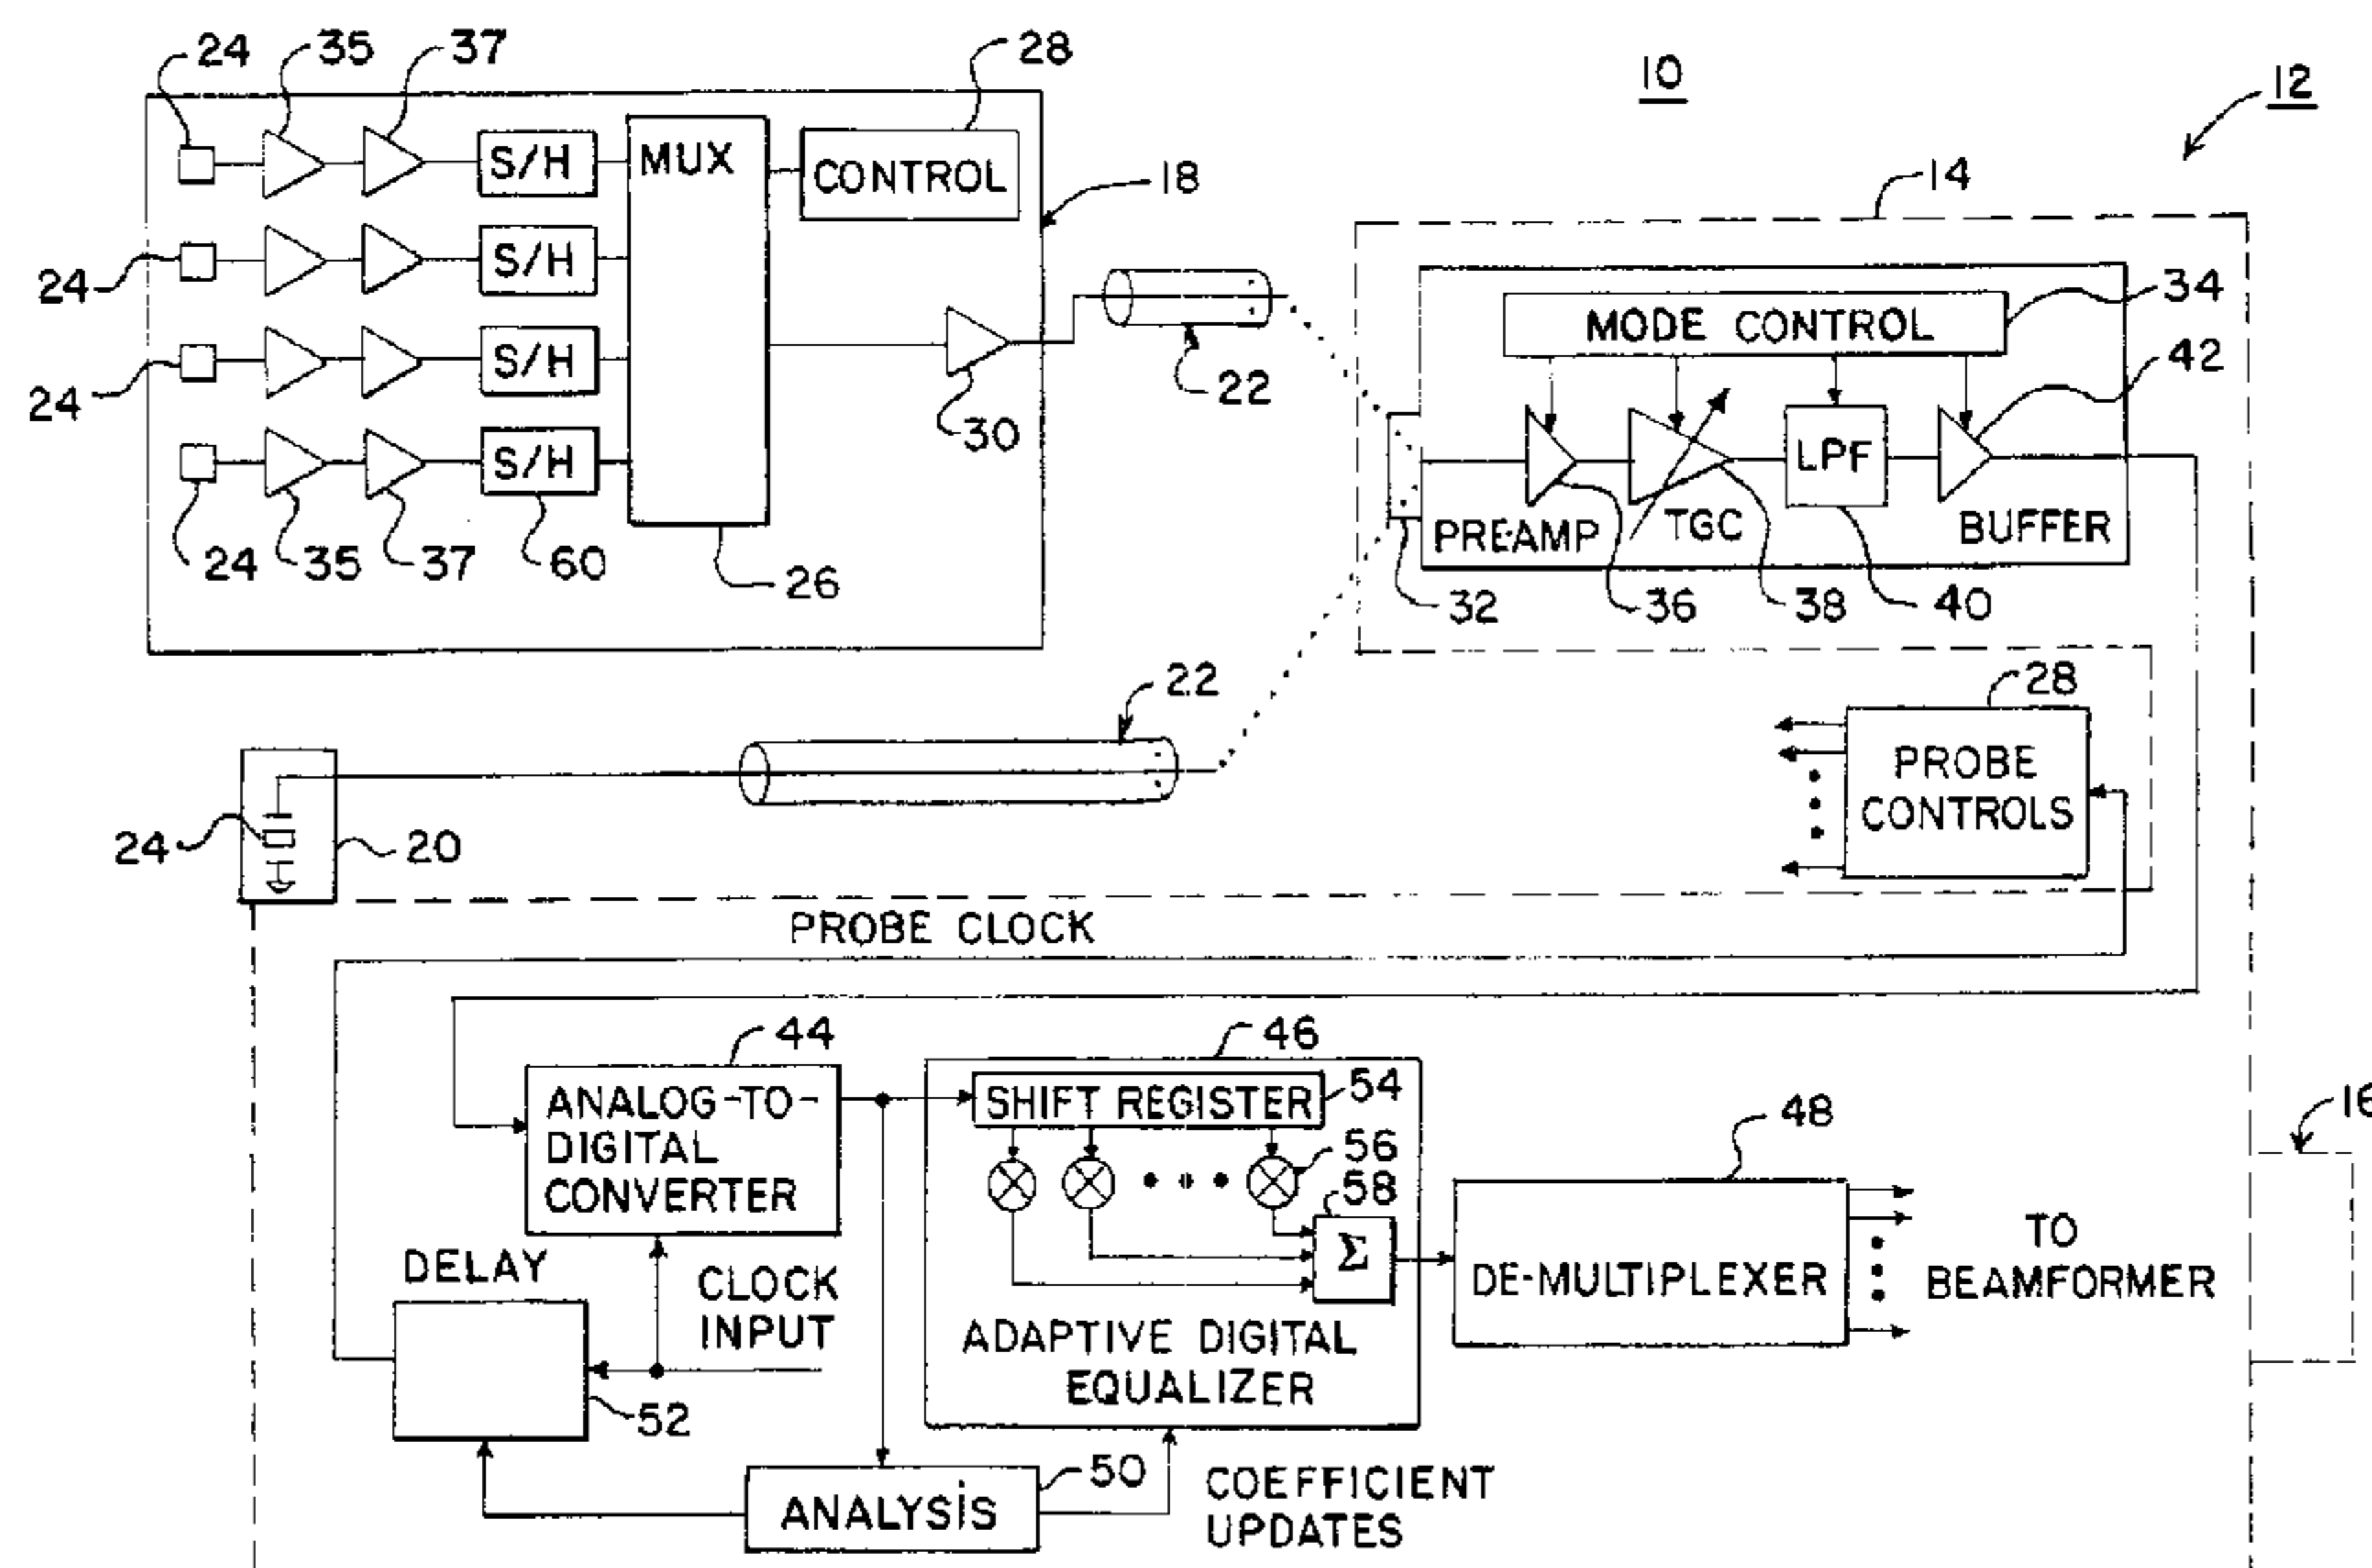 24
35
37
28
10
12
S/H
MUX
CONTROL
18
14
24
S/H
34
MODE CONTROL
S/H
22
42
24
30
LPF
S/H
PREAMP
TGC
BUFFER
24
35
37
60
26
32
36
38
40
22
28
PROBE
CONTROLS
24
20
PROBE CLOCK
44
46
16
ANALOG-TO-
DIGITAL
CONVERTER
SHIFT REGISTER
54
56
58
48
Σ
DE-MULTIPLEXER
TO
BEAMFORMER
DELAY
CLOCK
INPUT
ADAPTIVE DIGITAL
EQUALIZER
52
50
ANALYSIS
COEFFICIENT
UPDATES